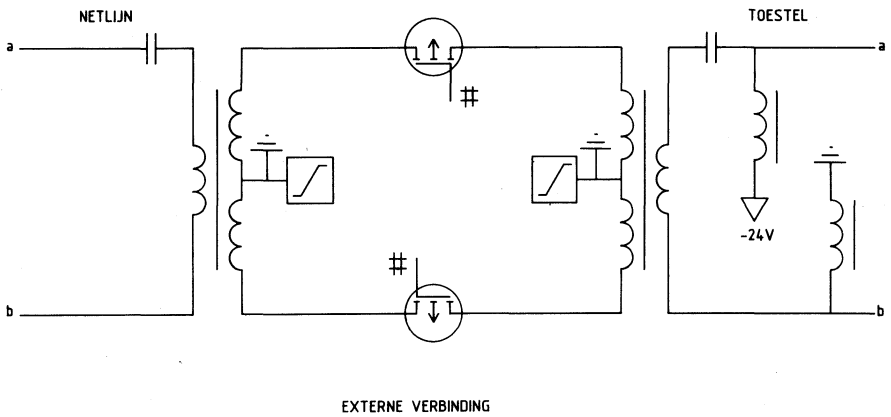 NETLIJN
TOESTEL
a
a
#
-24V
#
b
b
EXTERNE VERBINDING